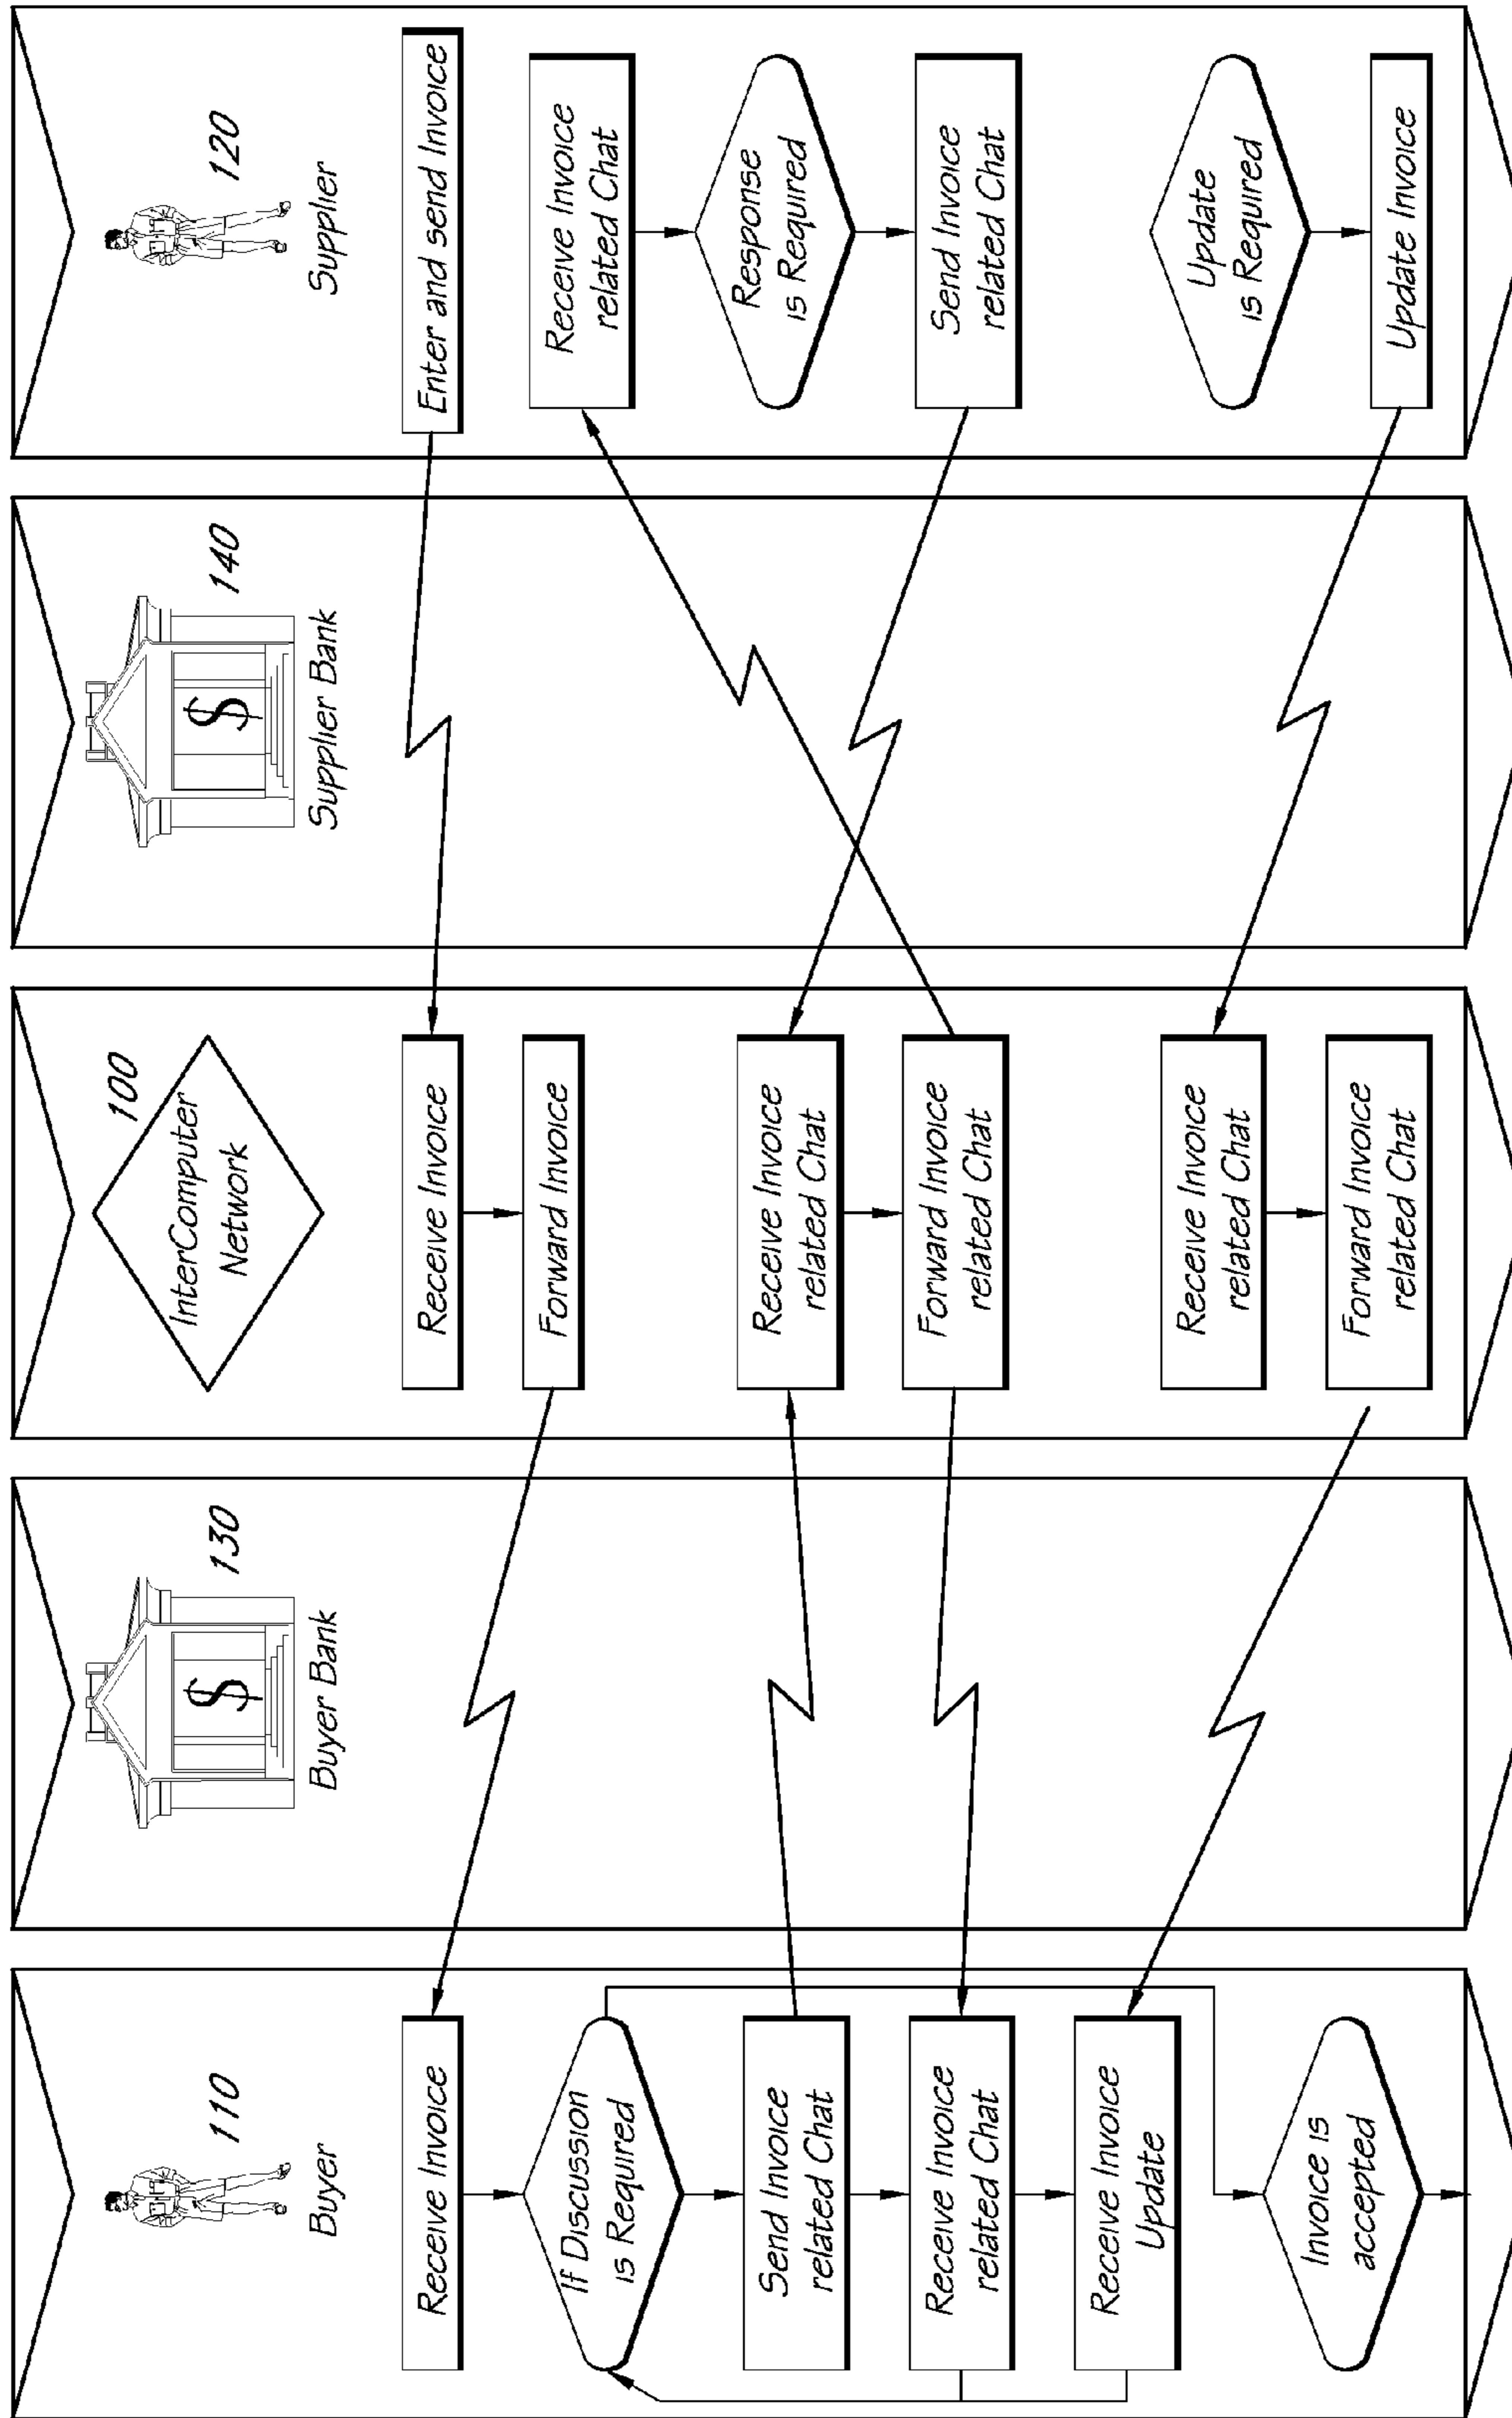 110
Buyer
Receive Invoice
If Discussion
is Required
Send Invoice
related Chat
Receive Invoice
related Chat
Receive Invoice
Update
Invoice is
accepted
130
$
Buyer Bank
100
InterComputer
Network
Receive Invoice
Forward Invoice
Receive Invoice
related Chat
Forward Invoice
related Chat
Receive Invoice
related Chat
Forward Invoice
related Chat
140
$
Supplier Bank
120
Supplier
Enter and send Invoice
Receive Invoice
related Chat
Response
is Required
Send Invoice
related Chat
Update
is Required
Update Invoice